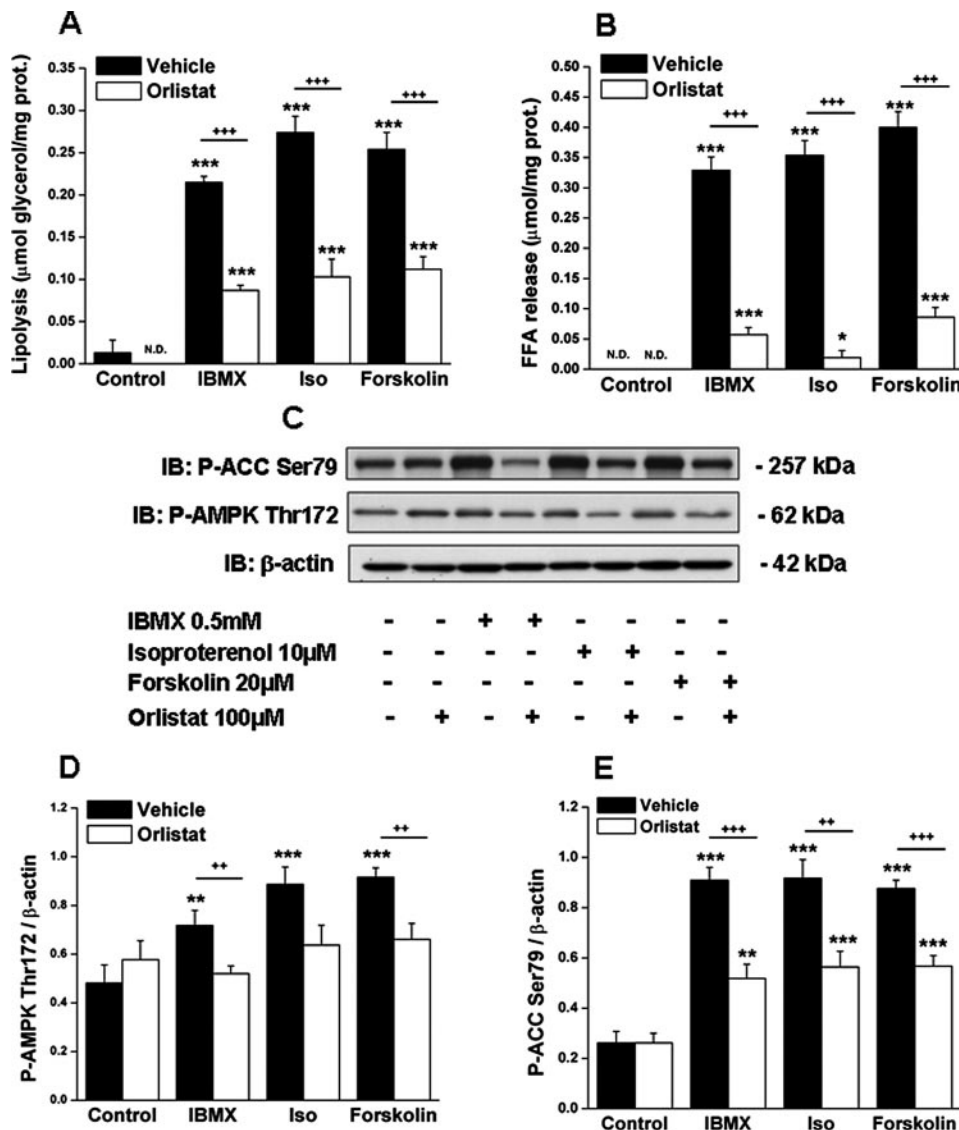 A
Lipolysis (μmol glycerol/mg prot.)
0.35
0.30
0.25
0.20
0.15
0.10
0.05
0.00
Vehicle
Orlistat
N.D.
***
***
+++
***
***
+++
***
***
+++
Control IBMX Iso Forskolin
B
FFA release (μmol/mg prot.)
0.50
0.45
0.40
0.35
0.30
0.25
0.20
0.15
0.10
0.05
0.00
Vehicle
Orlistat
N.D. N.D.
***
***
+++
***
*
+++
***
***
+++
Control IBMX Iso Forskolin
C
IB: P-ACC Ser79 - 257 kDa
IB: P-AMPK Thr172 - 62 kDa
IB: β-actin - 42 kDa
IBMX 0.5mM - - + + - - - -
Isoproterenol 10μM - - - - + + - -
Forskolin 20μM - - - - - - + +
Orlistat 100μM - + - + - + - +
D
P-AMPK Thr172 / β-actin
1.2
1.0
0.8
0.6
0.4
0.2
0.0
Vehicle
Orlistat
**
++
***
***
++
Control IBMX Iso Forskolin
E
P-ACC Ser79 / β-actin
1.2
1.0
0.8
0.6
0.4
0.2
0.0
Vehicle
Orlistat
***
**
+++
***
***
++
***
***
+++
Control IBMX Iso Forskolin